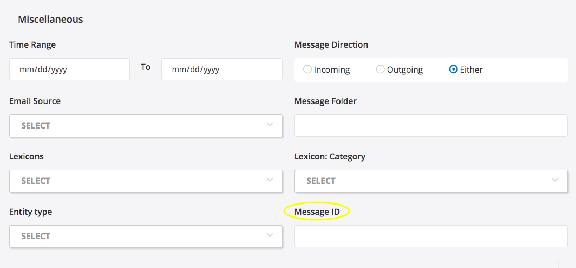 Miscellaneous
Time Range
Message Direction
mm/dd/yyyy To mm/dd/yyyy
Incoming Outgoing Either
Email Source
Message Folder
SELECT
Lexicons
Lexicon: Category
SELECT SELECT
Entity type
Message ID
SELECT